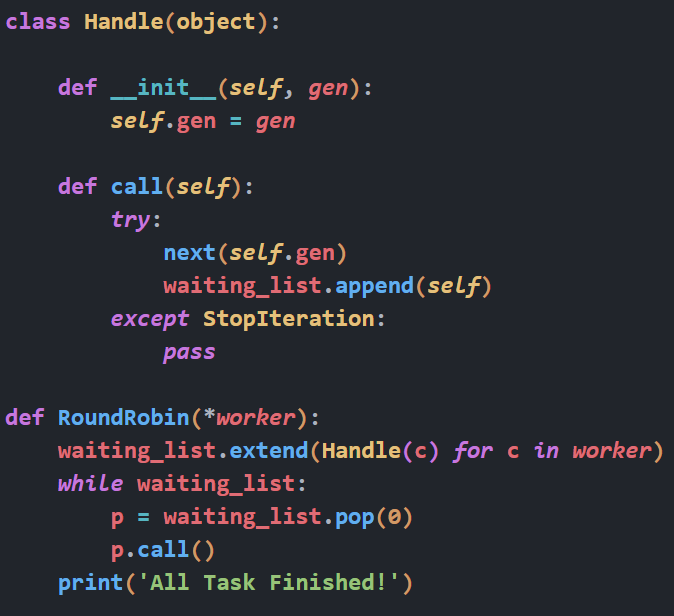 class Handle(object):
    def __init__(self, gen):
        self.gen = gen
    def call(self):
        try:
            next(self.gen)
            waiting_list.append(self)
        except StopIteration:
            pass
def RoundRobin(*worker):
    waiting_list.extend(Handle(c) for c in worker)
    while waiting_list:
        p = waiting_list.pop(0)
        p.call()
    print('All Task Finished!')